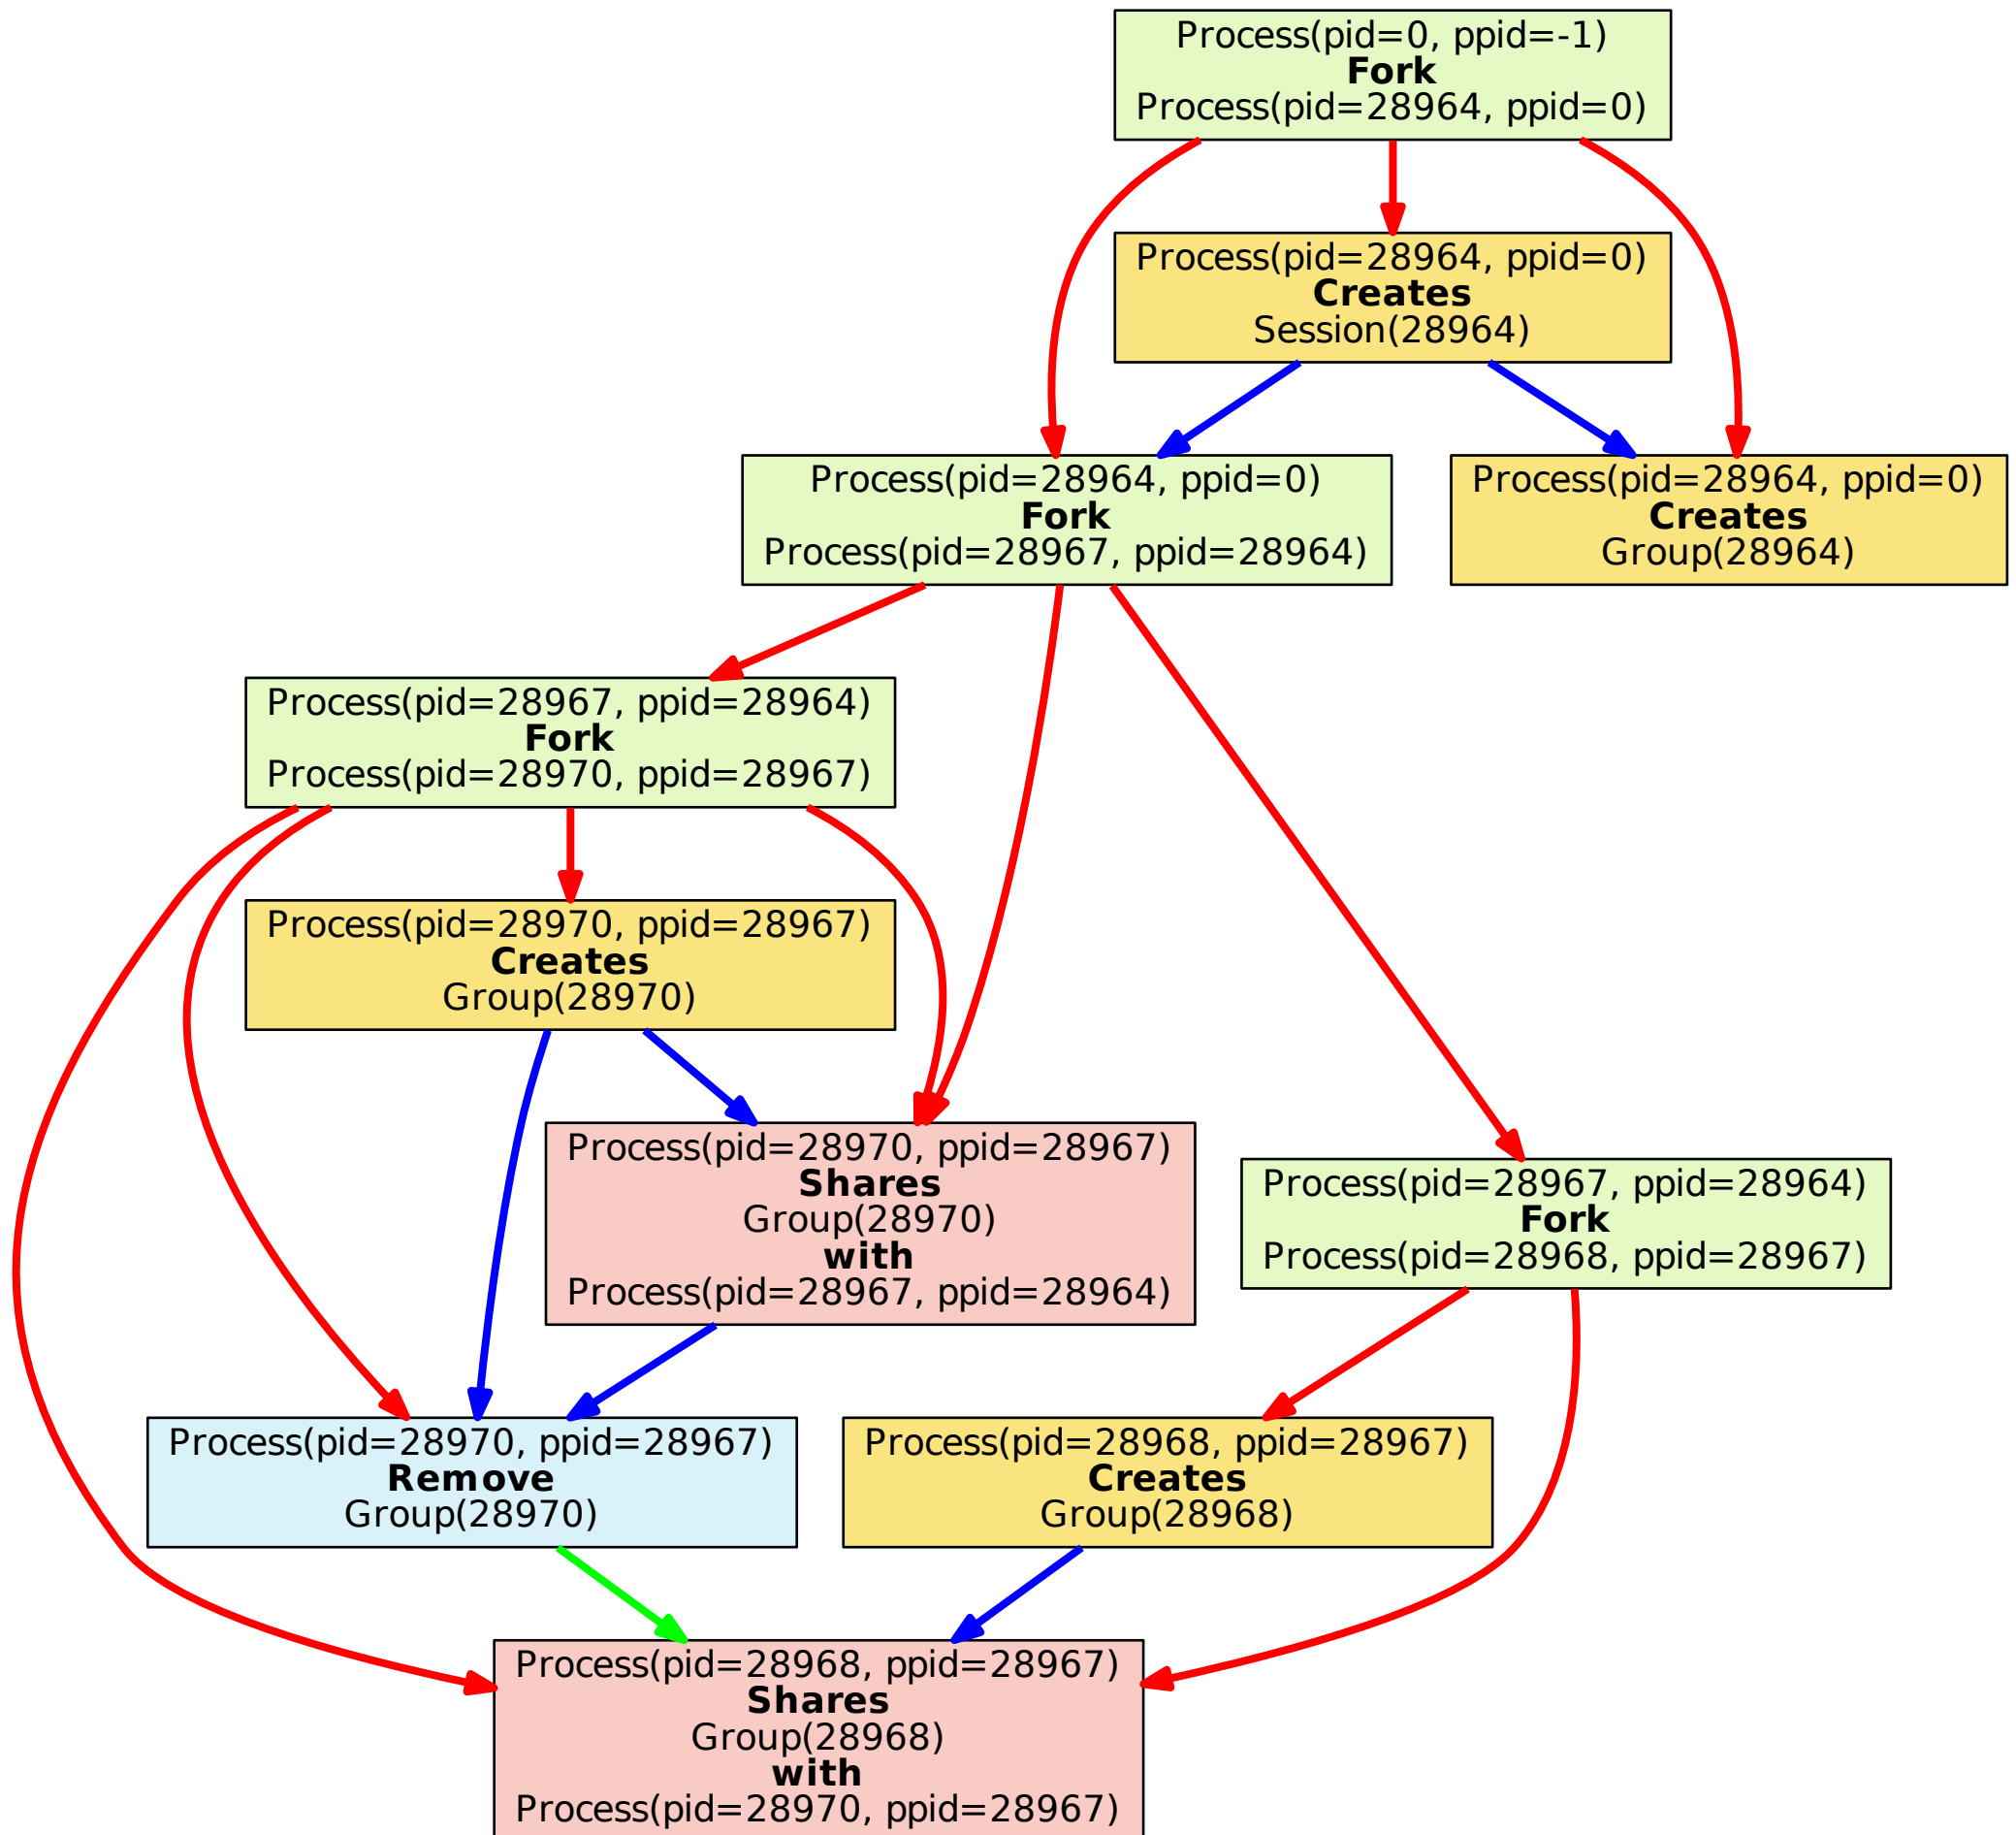 Process(pid=0, ppid=-1)
Fork
Process(pid=28964, ppid=0)
Process(pid=28964, ppid=0)
Creates
Session(28964)
Process(pid=28964, ppid=0)
Fork
Process(pid=28967, ppid=28964)
Process(pid=28964, ppid=0)
Creates
Group(28964)
Process(pid=28967, ppid=28964)
Fork
Process(pid=28970, ppid=28967)
Process(pid=28970, ppid=28967)
Creates
Group(28970)
Process(pid=28970, ppid=28967)
Shares
Group(28970)
with
Process(pid=28967, ppid=28964)
Process(pid=28967, ppid=28964)
Fork
Process(pid=28968, ppid=28967)
Process(pid=28970, ppid=28967)
Remove
Group(28970)
Process(pid=28968, ppid=28967)
Creates
Group(28968)
Process(pid=28968, ppid=28967)
Shares
Group(28968)
with
Process(pid=28970, ppid=28967)